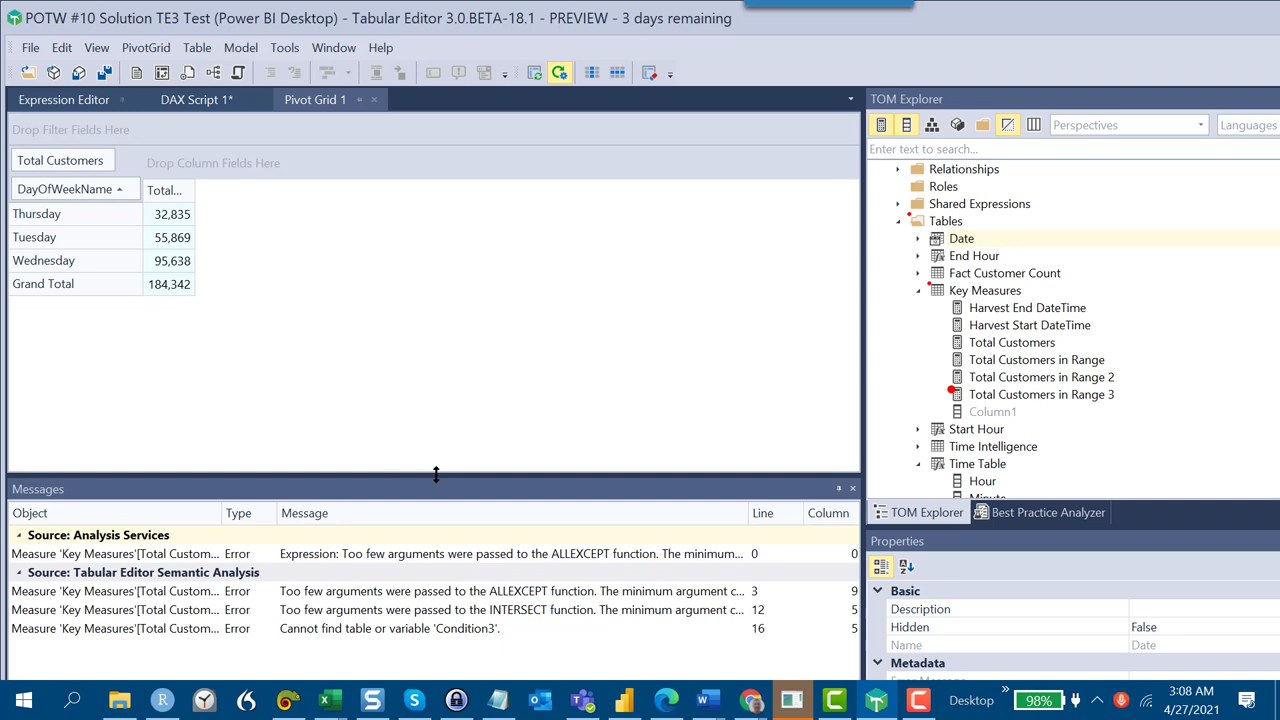 POTW #10 Solution TE3 Test (Power BI Desktop) - Tabular Editor 3.0.BETA-18.1 - PREVIEW - 3 days remaining
File Edit View PivotGrid Table Model Tools Window Help
Expression Editor DAX Script 1* Pivot Grid 1
Drop Filter Fields Here
Total Customers Drop Column Fields Here
DayOfWeekName Total...
Thursday 32,835
Tuesday 55,869
Wednesday 95,638
Grand Total 184,342
TOM Explorer
Perspectives Languages
Enter text to search...
Relationships
Roles
Shared Expressions
Tables
Date
End Hour
Fact Customer Count
Key Measures
Harvest End DateTime
Harvest Start DateTime
Total Customers
Total Customers in Range
Total Customers in Range 2
Total Customers in Range 3
Column1
Start Hour
Time Intelligence
Time Table
Hour
Minute
TOM Explorer Best Practice Analyzer
Messages
Object Type Message Line Column
Source: Analysis Services
Measure 'Key Measures'[Total Custom... Error Expression: Too few arguments were passed to the ALLEXCEPT function. The minimum... 0 0
Source: Tabular Editor Semantic Analysis
Measure 'Key Measures'[Total Custom... Error Too few arguments were passed to the ALLEXCEPT function. The minimum argument c... 3 9
Measure 'Key Measures'[Total Custom... Error Too few arguments were passed to the INTERSECT function. The minimum argument c... 12 5
Measure 'Key Measures'[Total Custom... Error Cannot find table or variable 'Condition3'. 16 5
Properties
Basic
Description
Hidden False
Name Date
Metadata
Error Message
Desktop 98% 3:08 AM
4/27/2021